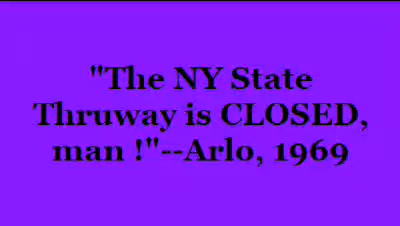 "The NY State
Thruway is CLOSED,
man !"--Arlo, 1969